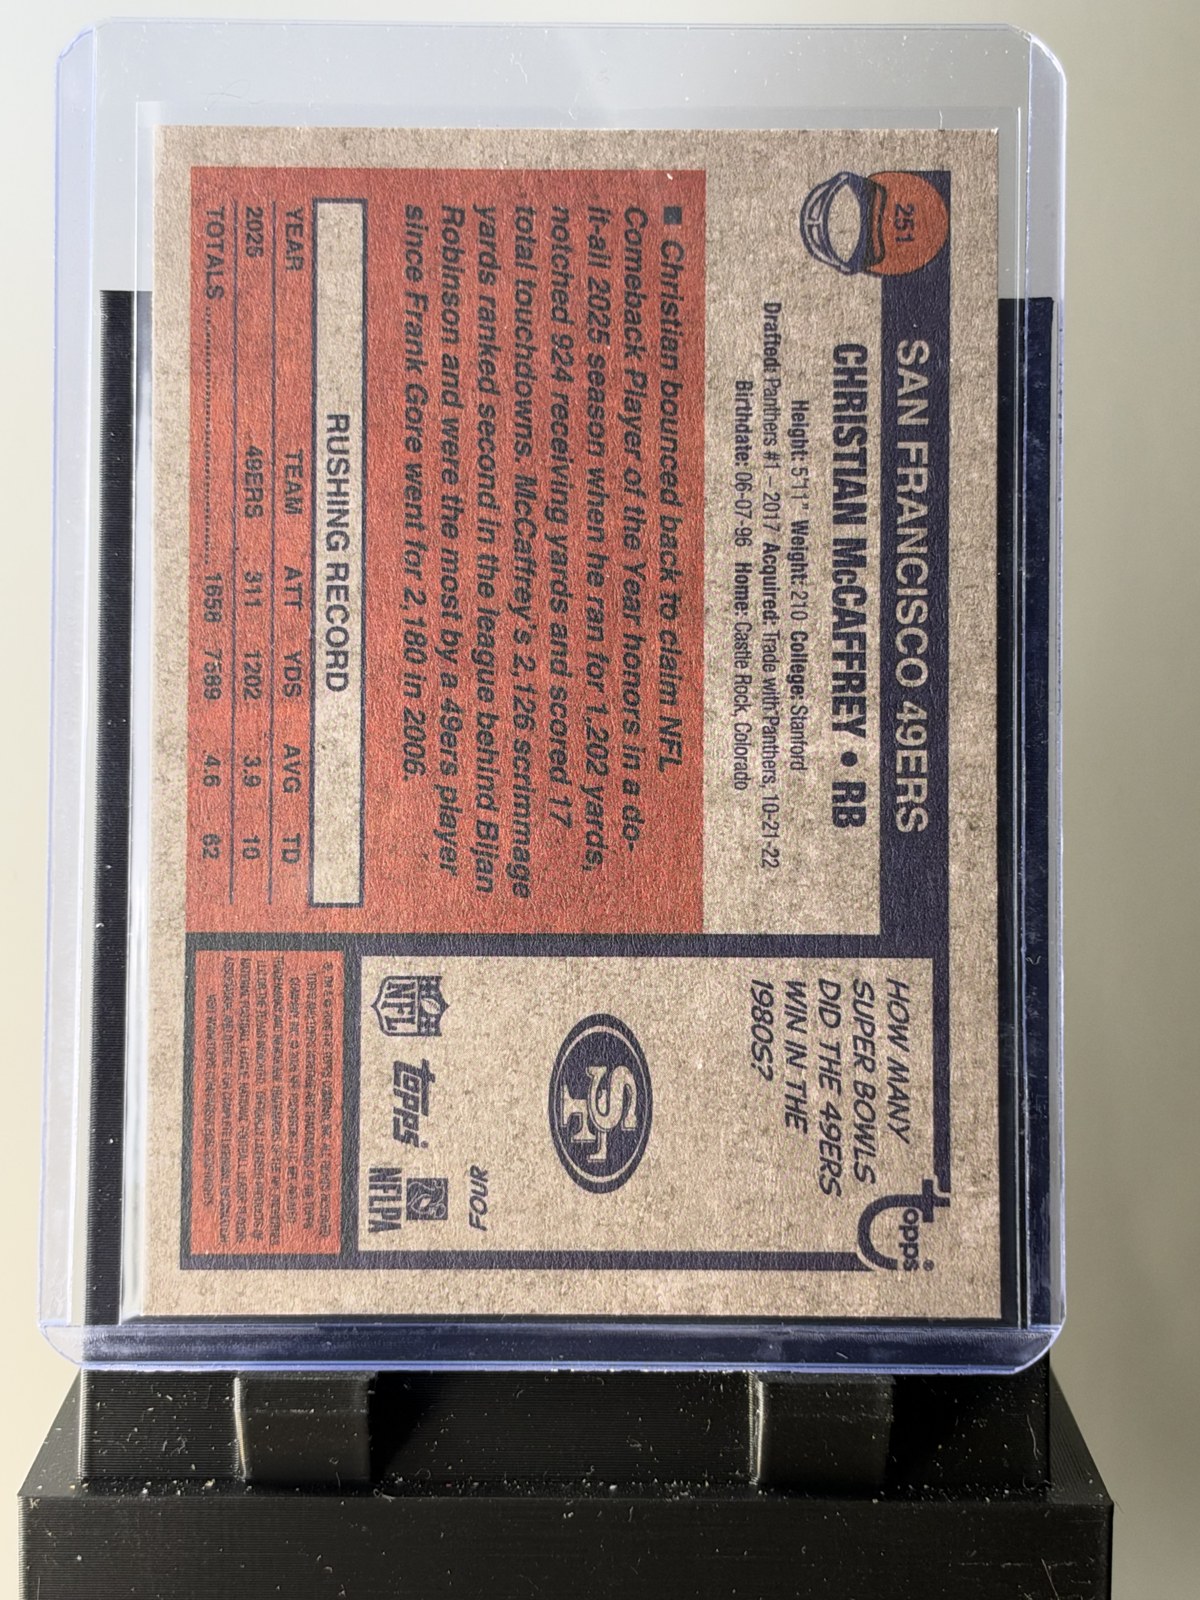 251
SAN FRANCISCO 49ERS
CHRISTIAN McCAFFREY • RB
Height: 5'11" Weight: 210 College: Stanford
Drafted: Panthers #1 – 2017 Acquired: Trade with Panthers, 10-21-22
Birthdate: 06-07-96 Home: Castle Rock, Colorado
■ Christian bounced back to claim NFL
Comeback Player of the Year honors in a do-
it-all 2025 season when he ran for 1,202 yards,
notched 924 receiving yards and scored 17
total touchdowns. McCaffrey's 2,126 scrimmage
yards ranked second in the league behind Bijan
Robinson and were the most by a 49ers player
since Frank Gore went for 2,180 in 2006.
RUSHING RECORD
YEAR TEAM ATT YDS AVG TD
2025 49ERS 311 1202 3.9 10
TOTALS 1658 7589 4.6 62
topps®
HOW MANY
SUPER BOWLS
DID THE 49ERS
WIN IN THE
1980S?
SF
FOUR
NFL topps NFLPA